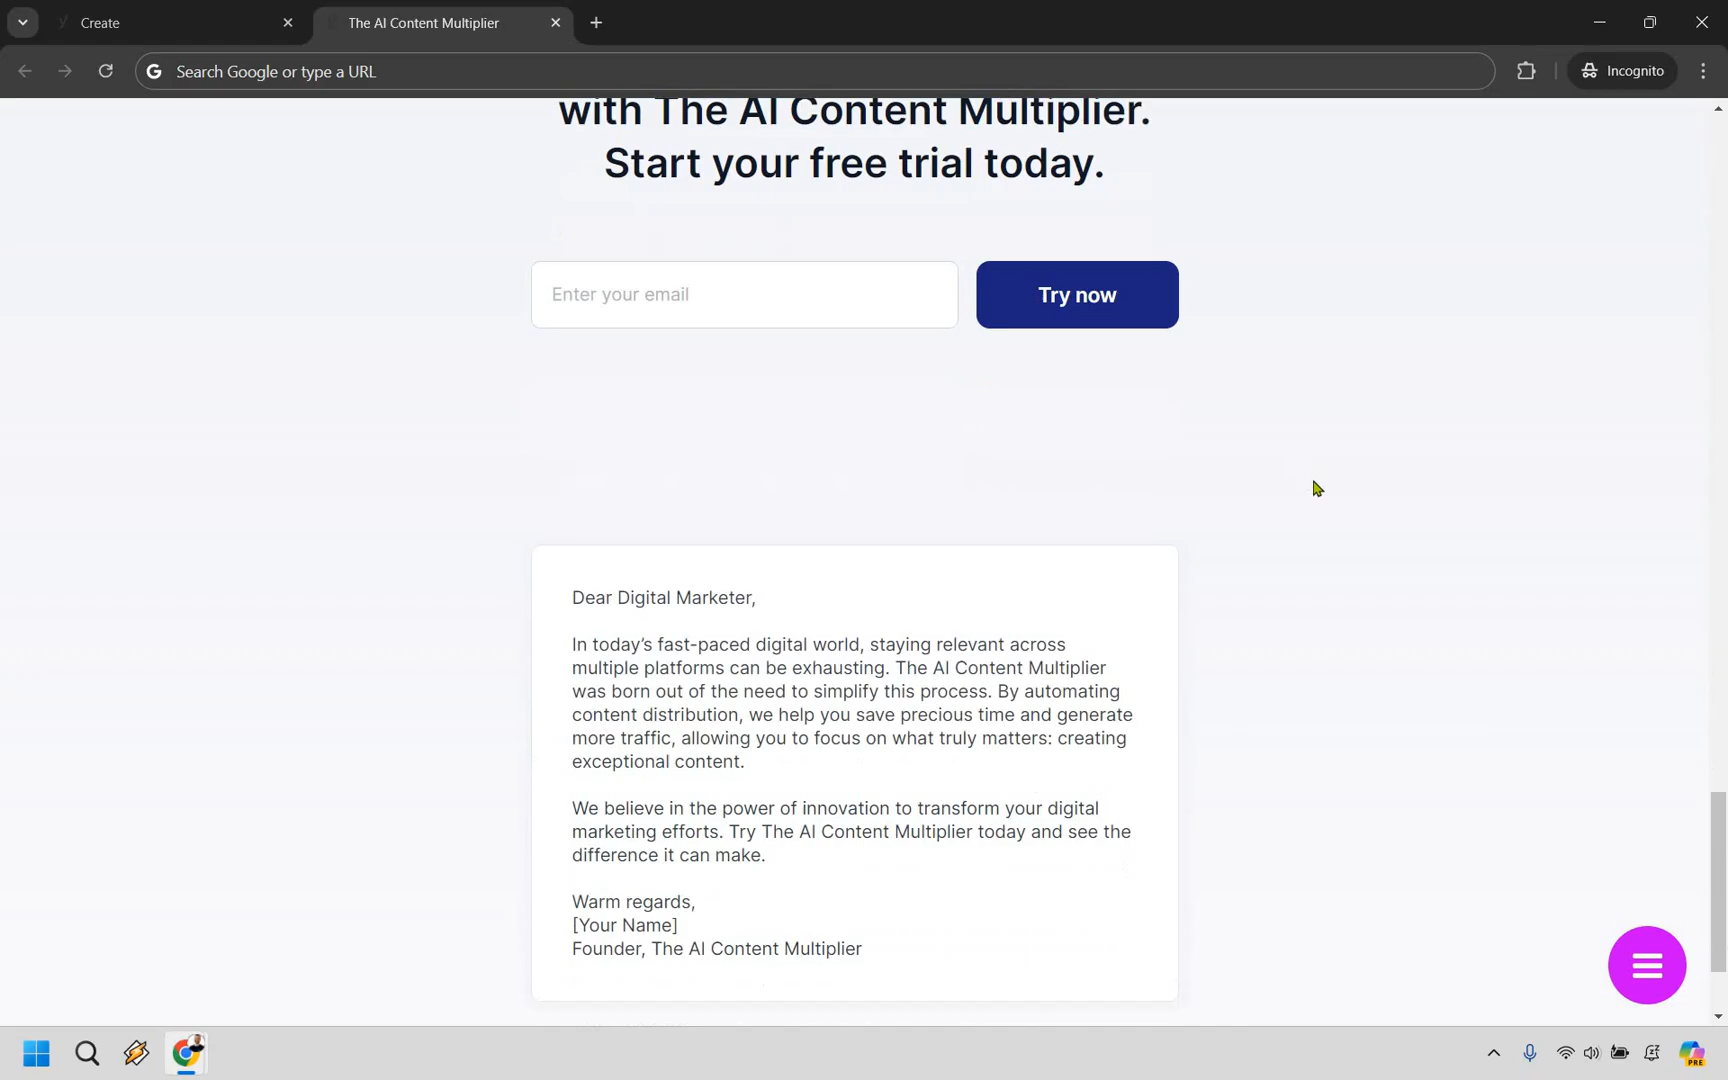 Create
The AI Content Multiplier
Search Google or type a URL
Incognito
with The AI Content Multiplier.
Start your free trial today.
Enter your email
Try now
Dear Digital Marketer,
In today's fast-paced digital world, staying relevant across
multiple platforms can be exhausting. The AI Content Multiplier
was born out of the need to simplify this process. By automating
content distribution, we help you save precious time and generate
more traffic, allowing you to focus on what truly matters: creating
exceptional content.
We believe in the power of innovation to transform your digital
marketing efforts. Try The AI Content Multiplier today and see the
difference it can make.
Warm regards,
[Your Name]
Founder, The AI Content Multiplier
PRE